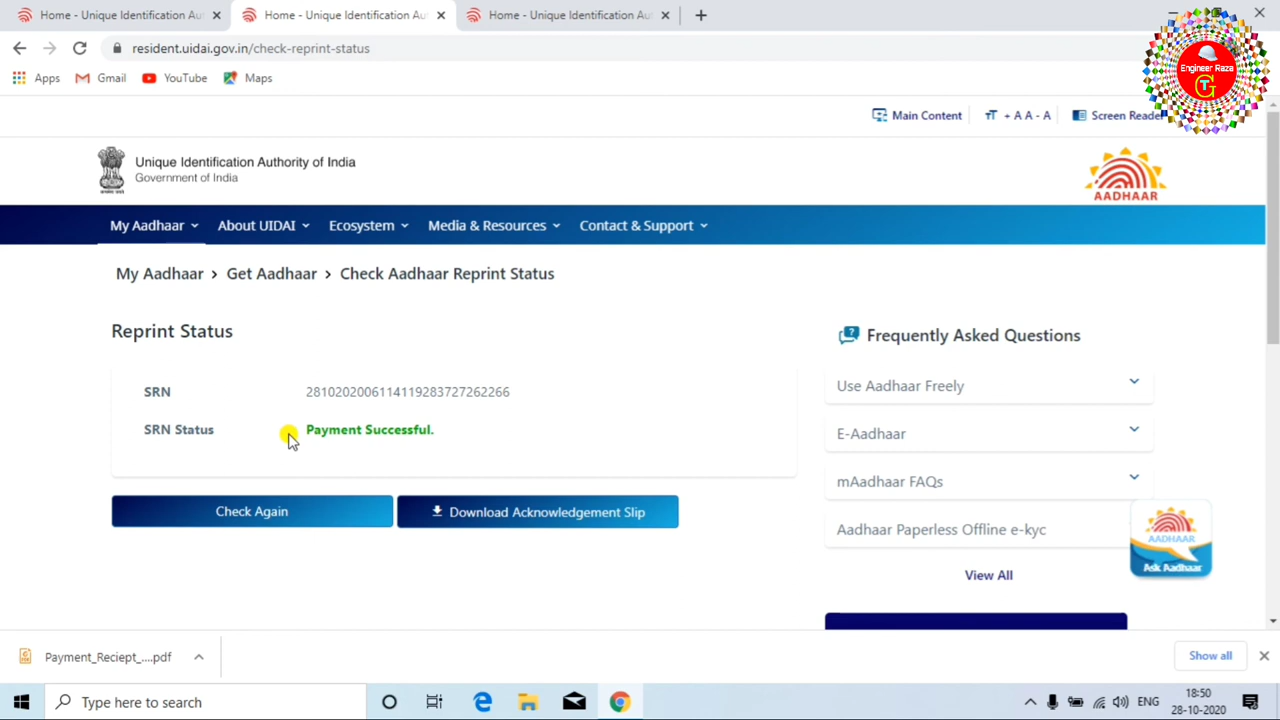 Home - Unique Identification Aut
Home - Unique Identification Aut
Home - Unique Identification Aut
resident.uidai.gov.in/check-reprint-status
Apps
Gmail
YouTube
Maps
Engineer Raza
Main Content
+ A A - A
Screen Reader
Unique Identification Authority of India
Government of India
AADHAAR
My Aadhaar
About UIDAI
Ecosystem
Media & Resources
Contact & Support
My Aadhaar > Get Aadhaar > Check Aadhaar Reprint Status
Reprint Status
SRN 2810202006114119283727262266
SRN Status Payment Successful.
Check Again
Download Acknowledgement Slip
Frequently Asked Questions
Use Aadhaar Freely
E-Aadhaar
mAadhaar FAQs
Aadhaar Paperless Offline e-kyc
View All
AADHAAR
Ask Aadhaar
Payment_Reciept_....pdf
Show all
Type here to search
ENG
18:50
28-10-2020